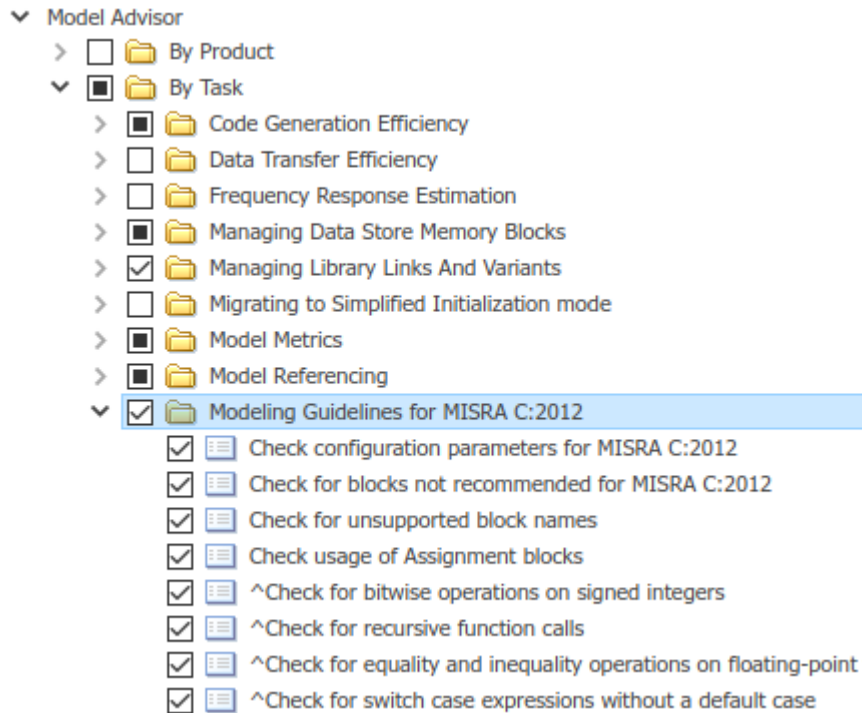 Model Advisor
By Product
By Task
Code Generation Efficiency
Data Transfer Efficiency
Frequency Response Estimation
Managing Data Store Memory Blocks
Managing Library Links And Variants
Migrating to Simplified Initialization mode
Model Metrics
Model Referencing
Modeling Guidelines for MISRA C:2012
Check configuration parameters for MISRA C:2012
Check for blocks not recommended for MISRA C:2012
Check for unsupported block names
Check usage of Assignment blocks
^Check for bitwise operations on signed integers
^Check for recursive function calls
^Check for equality and inequality operations on floating-point
^Check for switch case expressions without a default case